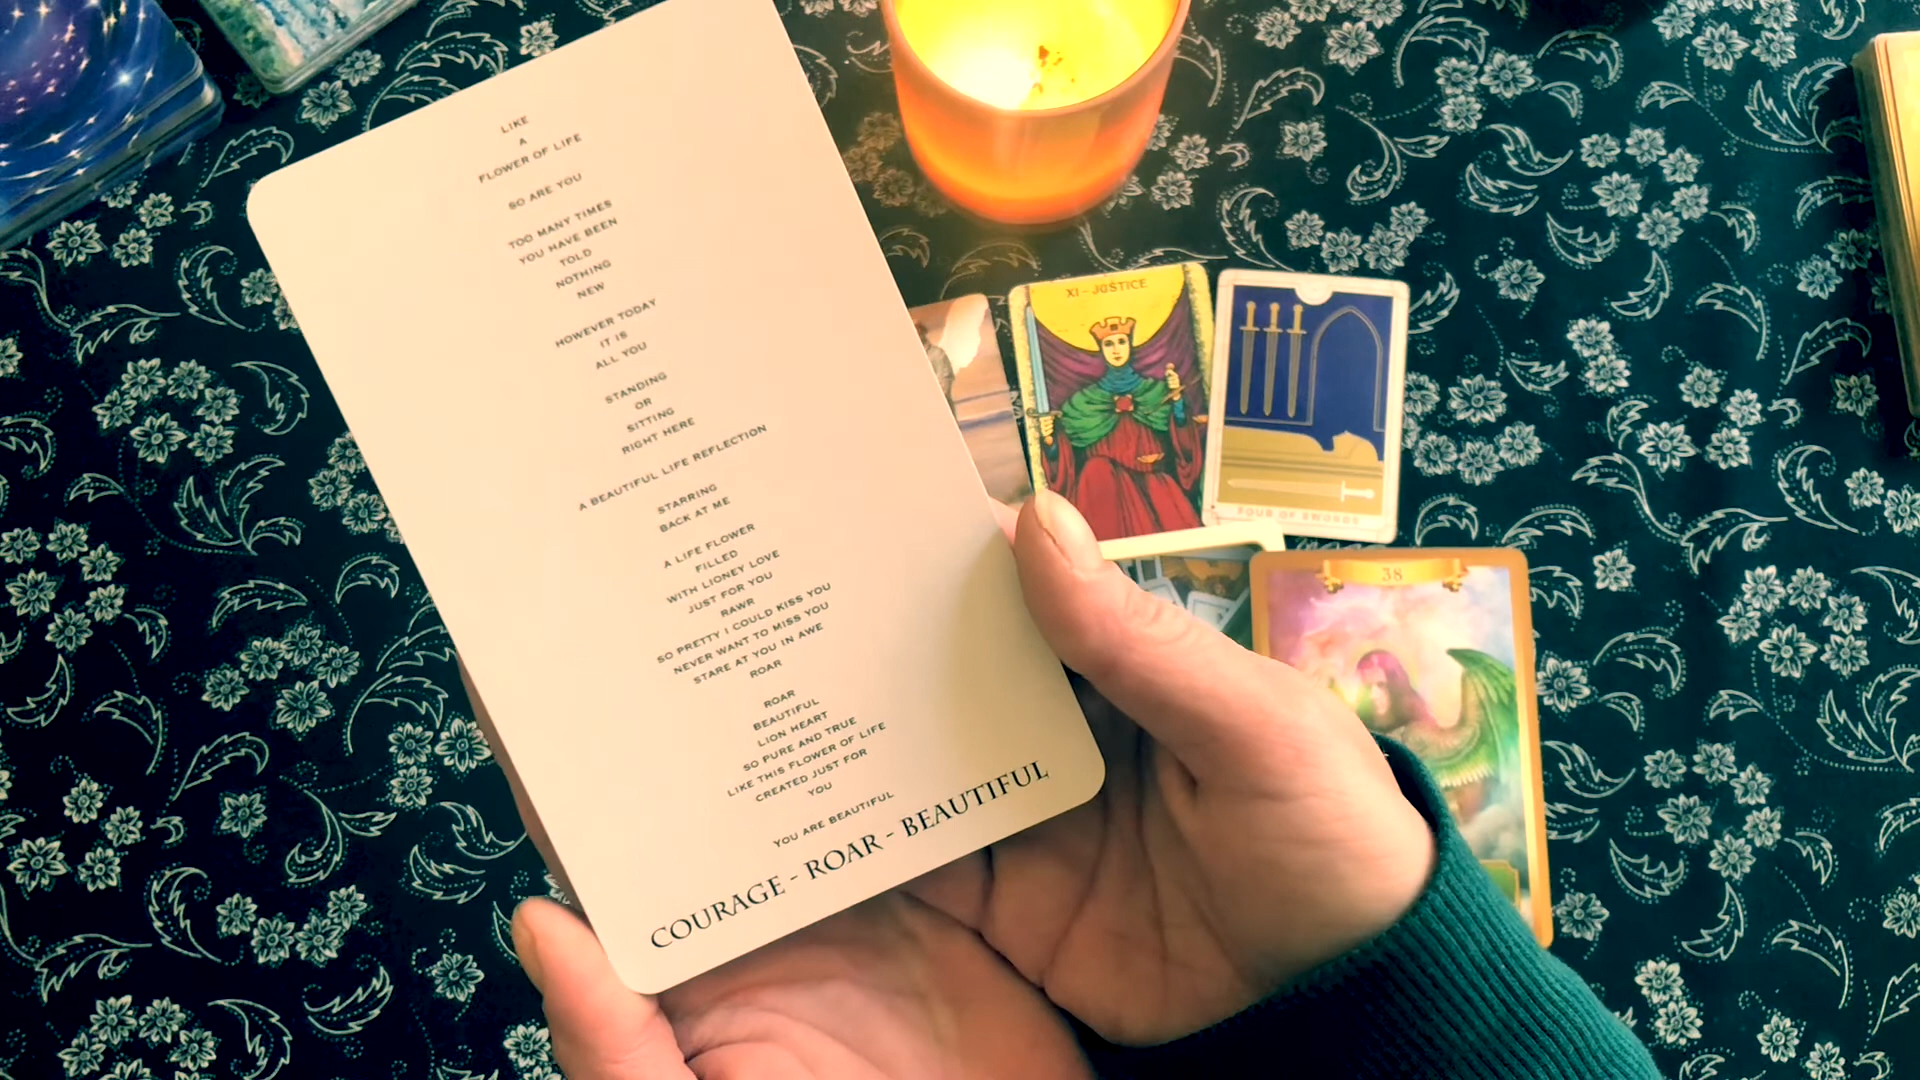 LIKE
A
FLOWER OF LIFE
SO ARE YOU
TOO MANY TIMES
YOU HAVE BEEN
TOLD
NOTHING
NEW
HOWEVER TODAY
IT IS
ALL YOU
STANDING
OR
SITTING
RIGHT HERE
A BEAUTIFUL LIFE REFLECTION
STARRING
BACK AT ME
A LIFE FLOWER
FILLED
WITH LIONEY LOVE
JUST FOR YOU
RAWR
SO PRETTY I COULD KISS YOU
NEVER WANT TO MISS YOU
STARE AT YOU IN AWE
ROAR
ROAR
BEAUTIFUL
LION HEART
SO PURE AND TRUE
LIKE THIS FLOWER OF LIFE
CREATED JUST FOR
YOU
YOU ARE BEAUTIFUL
COURAGE - ROAR - BEAUTIFUL
XI - JUSTICE
FOUR OF SWORDS
38